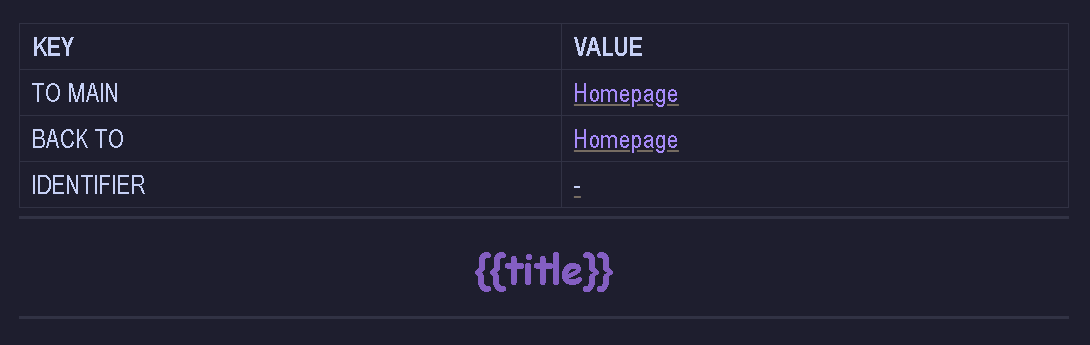 KEY VALUE
TO MAIN Homepage
BACK TO Homepage
IDENTIFIER -
{{title}}